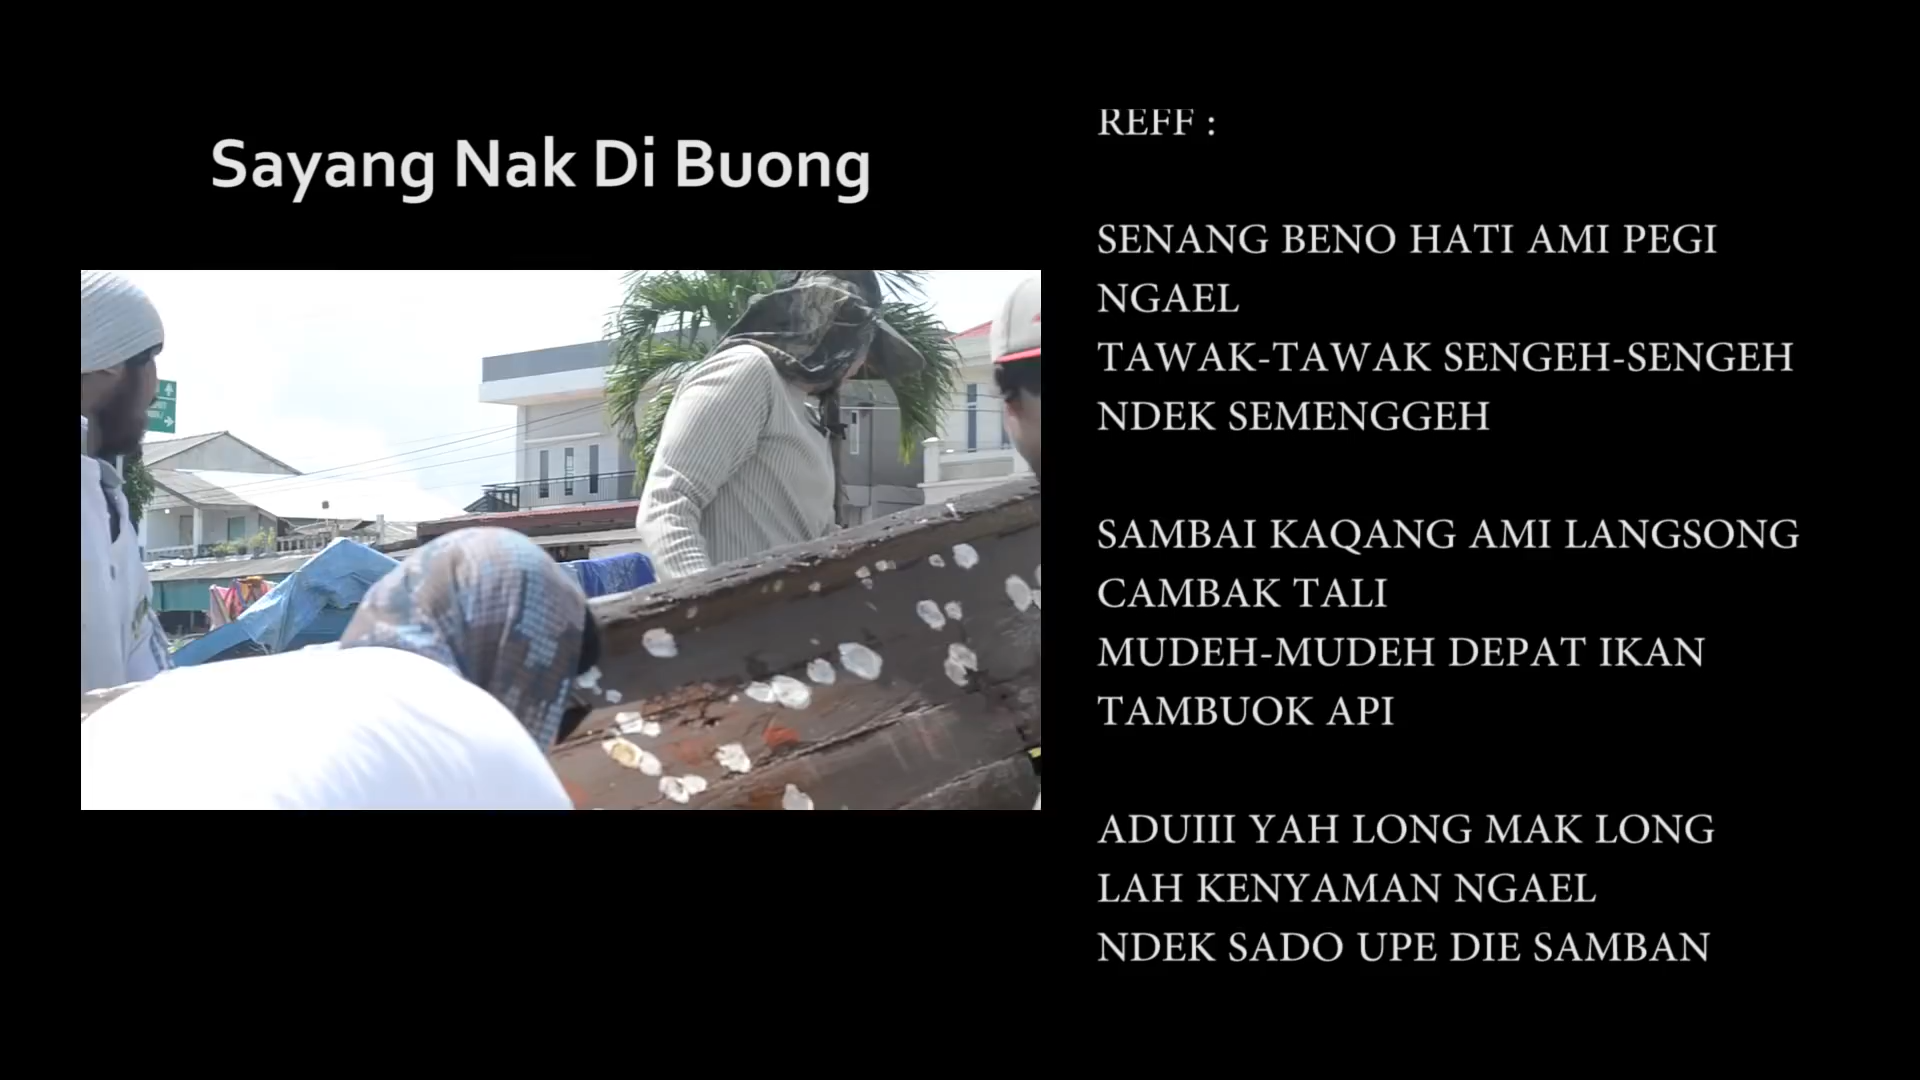 Sayang Nak Di Buong
REFF :
SENANG BENO HATI AMI PEGI
NGAEL
TAWAK-TAWAK SENGEH-SENGEH
NDEK SEMENGGEH
SAMBAI KAQANG AMI LANGSONG
CAMBAK TALI
MUDEH-MUDEH DEPAT IKAN
TAMBUOK API
ADUIII YAH LONG MAK LONG
LAH KENYAMAN NGAEL
NDEK SADO UPE DIE SAMBAN